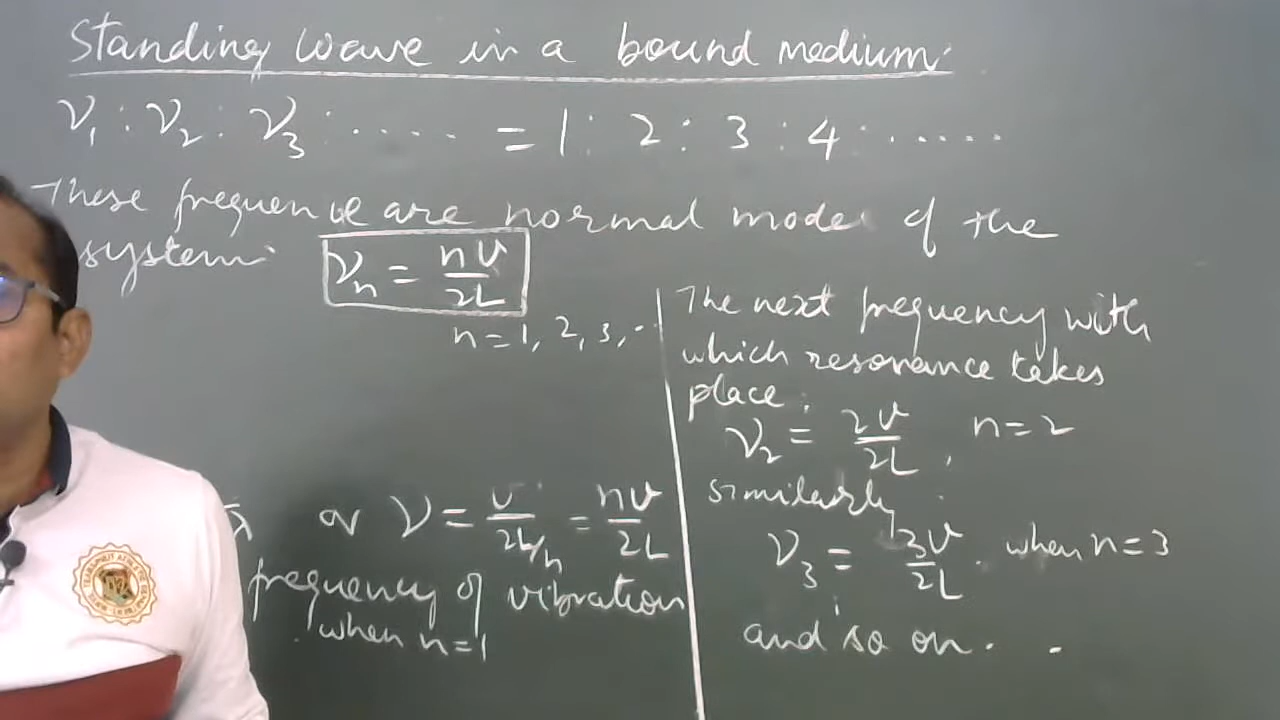 Standing wave in a bound medium.
ν₁ : ν₂ : ν₃ : ..... = 1 : 2 : 3 : 4 : ......
These frequencie are normal mode of the
system.
νₙ = nv/2L
n = 1, 2, 3, ..
or ν = v/(2L/n) = nv/2L
frequency of vibration
when n=1
The next frequency with
which resonance takes
place :
ν₂ = 2v/2L , n = 2
similarly
ν₃ = 3v/2L . when n = 3
and so on. .